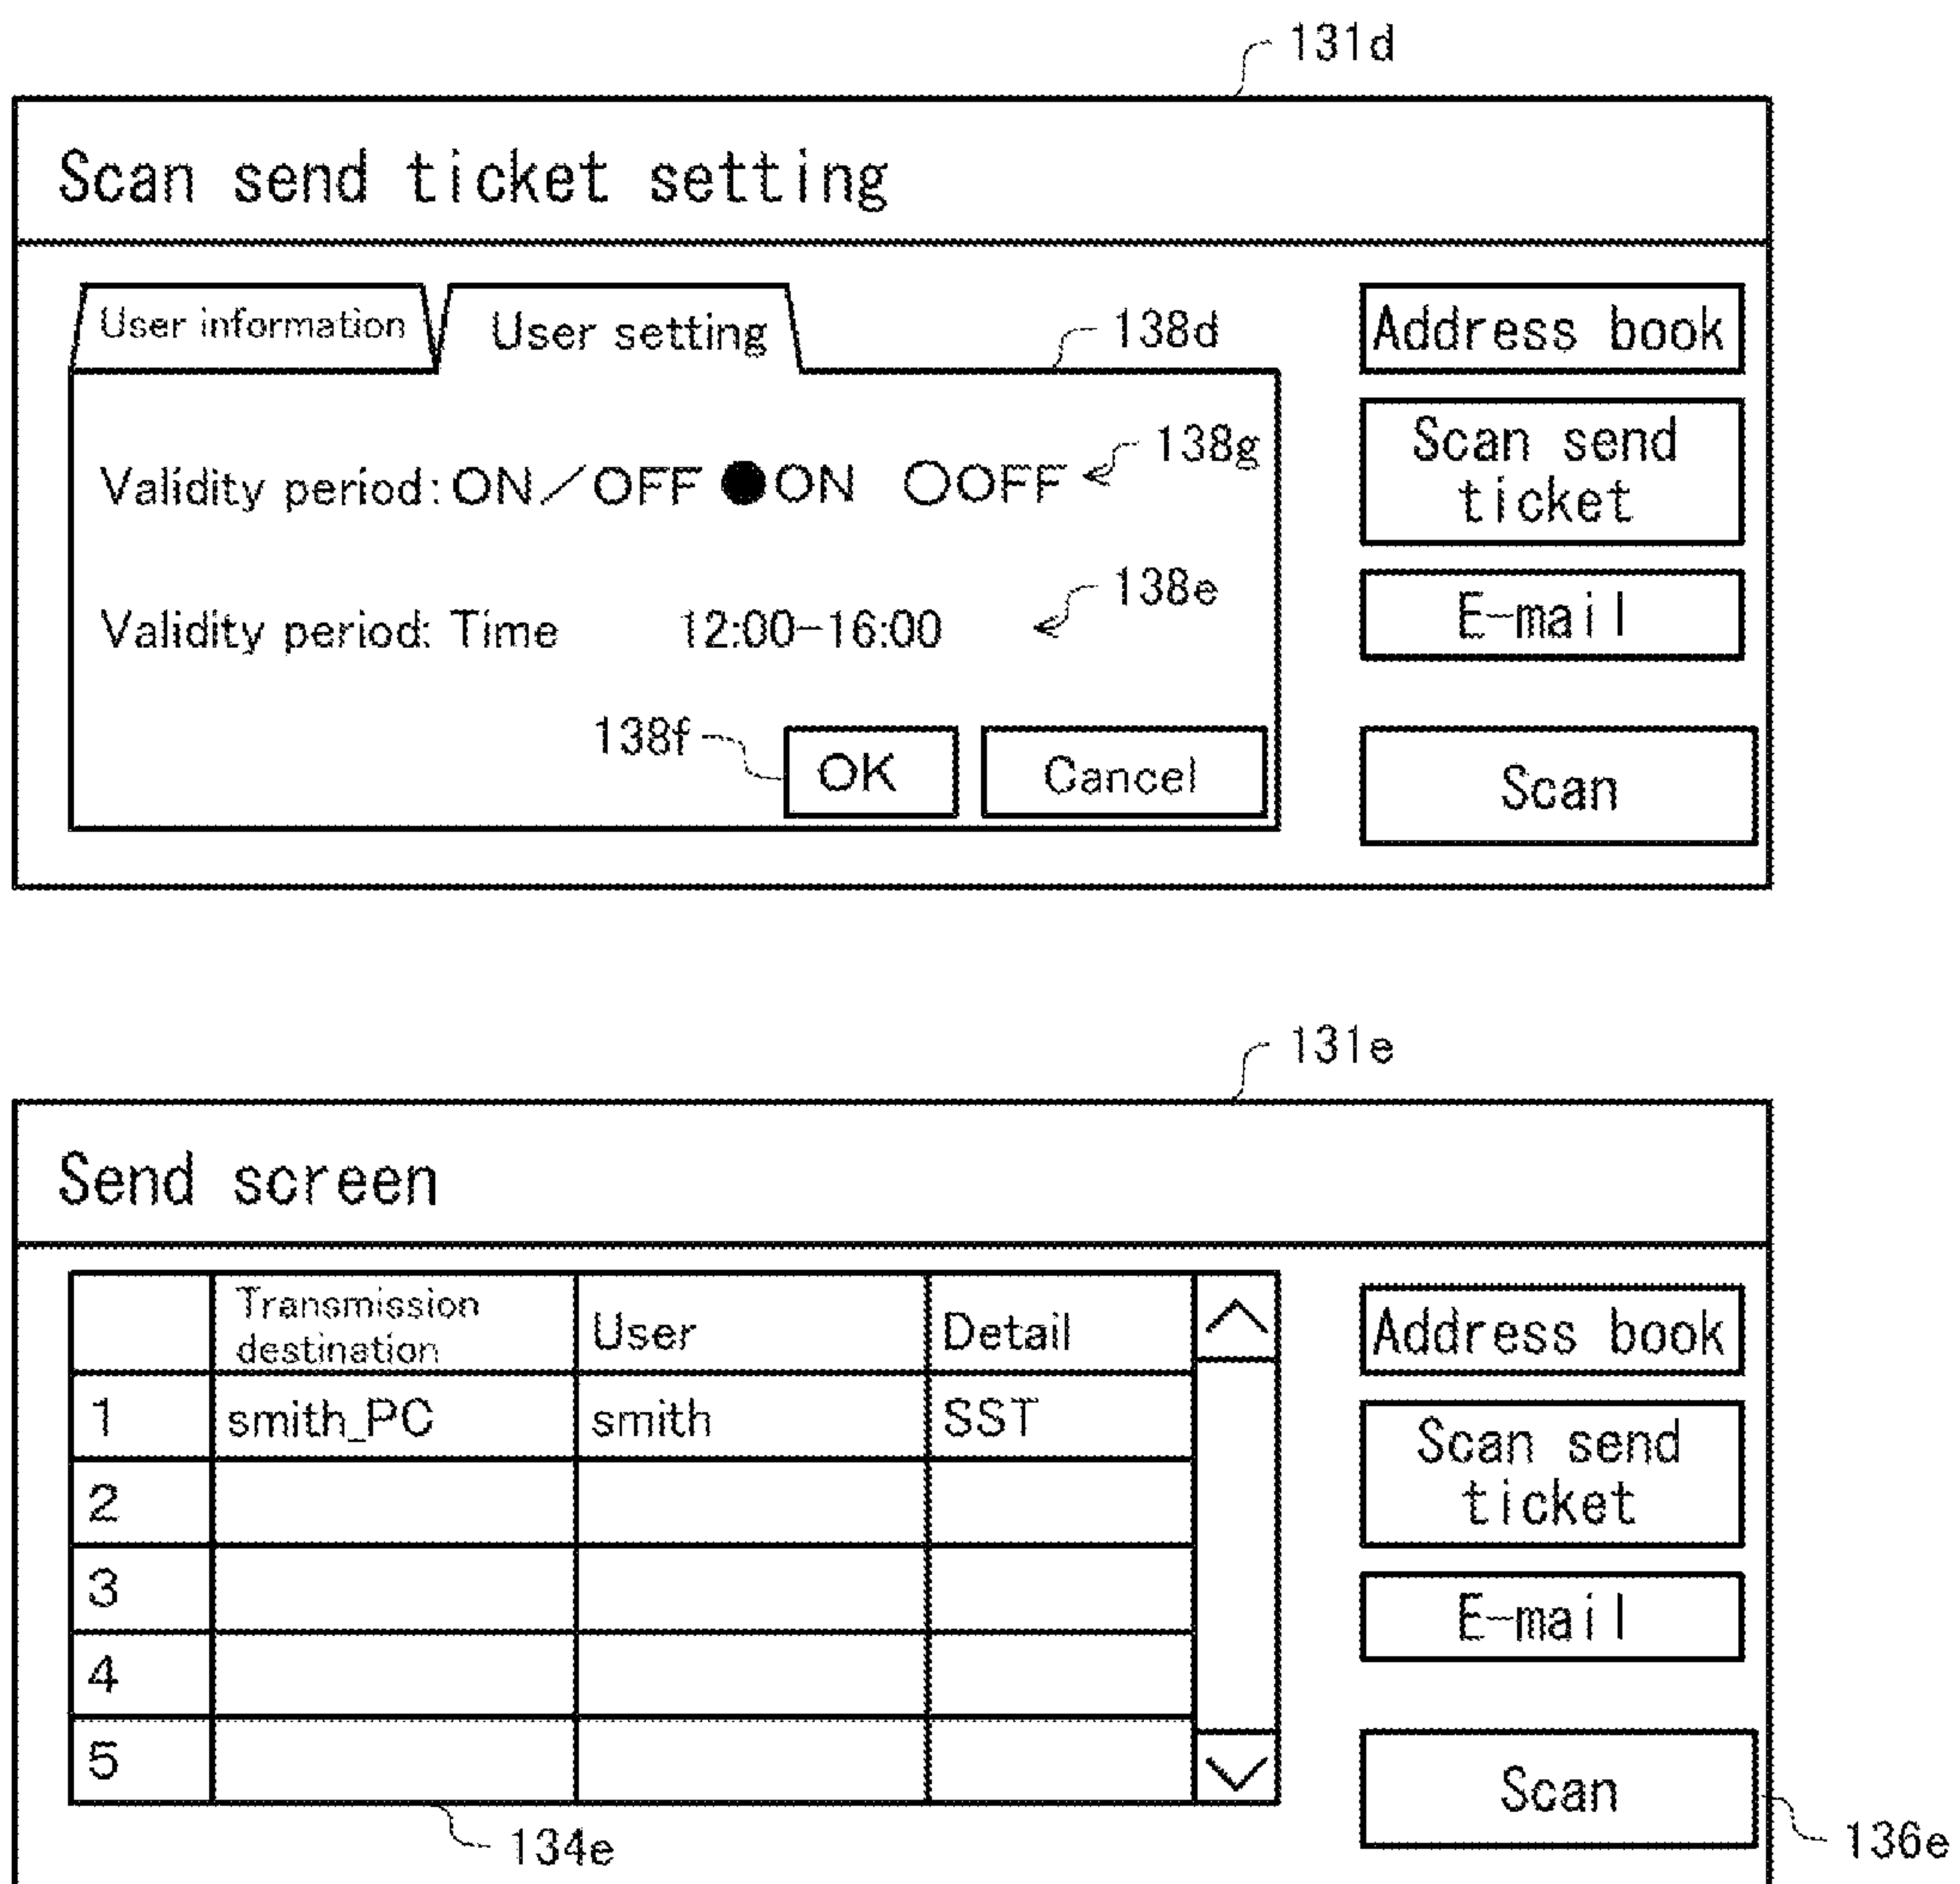 131d
Scan send ticket setting
User information
User setting
138d
Address book
Validity period: ON／OFF ●ON ○OFF
138g
Scan send
ticket
Validity period: Time 12:00-16:00
138e
E-mail
138f
OK
Cancel
Scan
131e
Send screen
Transmission
destination
User
Detail
Address book
1 smith_PC smith SST
Scan send
ticket
2
3
E-mail
4
5
Scan
134e
136e